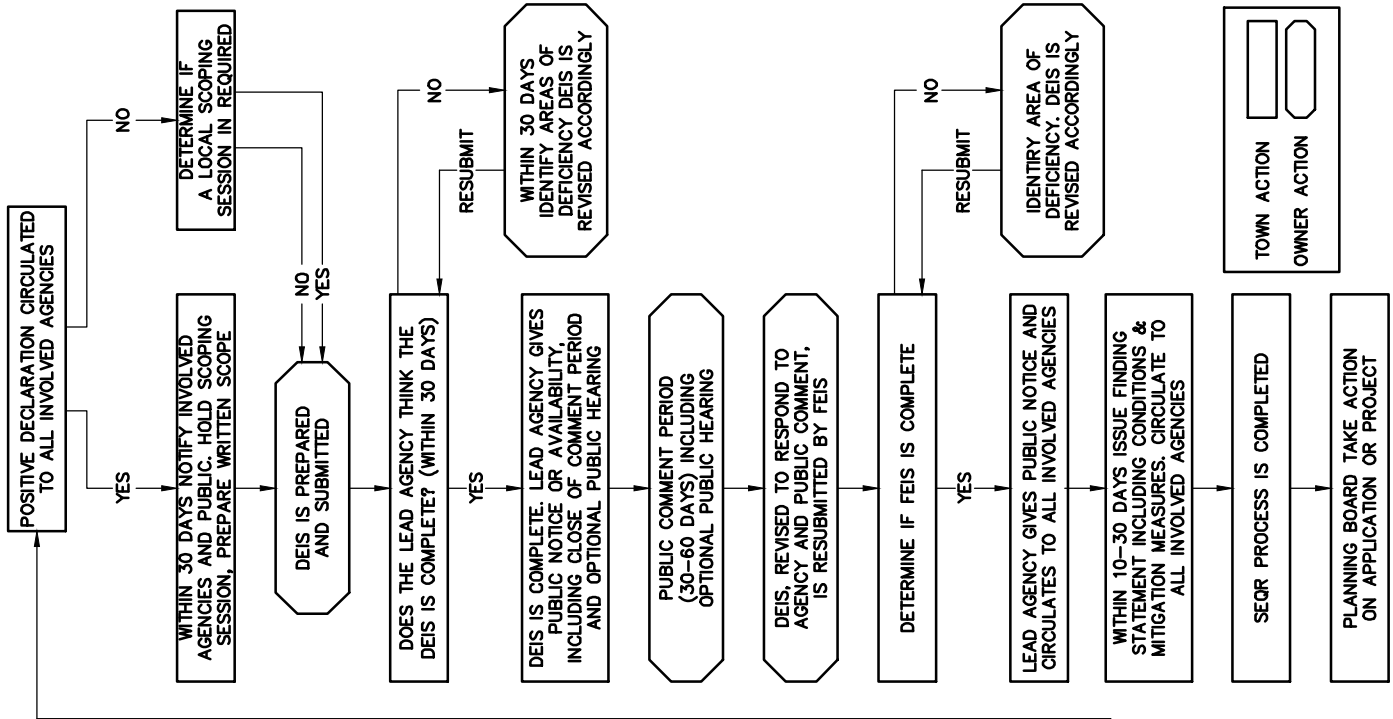 POSITIVE DECLARATION CIRCULATED
TO ALL INVOLVED AGENCIES
YES
NO
WITHIN 30 DAYS NOTIFY INVOLVED
AGENCIES AND PUBLIC. HOLD SCOPING
SESSION, PREPARE WRITTEN SCOPE
DETERMINE IF
A LOCAL SCOPING
SESSION IN REQUIRED
NO
YES
DEIS IS PREPARED
AND SUBMITTED
DOES THE LEAD AGENCY THINK THE
DEIS IS COMPLETE? (WITHIN 30 DAYS)
NO
RESUBMIT
WITHIN 30 DAYS
IDENTIFY AREAS OF
DEFICIENCY DEIS IS
REVISED ACCORDINGLY
YES
DEIS IS COMPLETE. LEAD AGENCY GIVES
PUBLIC NOTICE OR AVAILABILITY,
INCLUDING CLOSE OF COMMENT PERIOD
AND OPTIONAL PUBLIC HEARING
PUBLIC COMMENT PERIOD
(30-60 DAYS) INCLUDING
OPTIONAL PUBLIC HEARING
DEIS, REVISED TO RESPOND TO
AGENCY AND PUBLIC COMMENT,
IS RESUBMITTED BY FEIS
DETERMINE IF FEIS IS COMPLETE
NO
RESUBMIT
IDENTIRY AREA OF
DEFICIENCY. DEIS IS
REVISED ACCORDINGLY
YES
LEAD AGENCY GIVES PUBLIC NOTICE AND
CIRCULATES TO ALL INVOLVED AGENCIES
WITHIN 10-30 DAYS ISSUE FINDING
STATEMENT INCLUDING CONDITIONS &
MITIGATION MEASURES. CIRCULATE TO
ALL INVOLVED AGENCIES
SEQR PROCESS IS COMPLETED
PLANNING BOARD TAKE ACTION
ON APPLICATION OR PROJECT
TOWN ACTION
OWNER ACTION